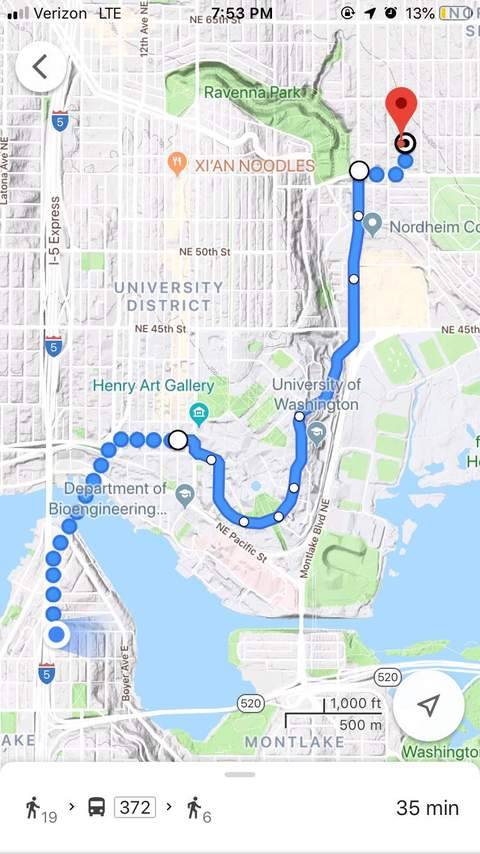 Verizon LTE 7:53 PM 13%
NE 65th St
12th Ave NE
Ravenna Park
5
Latona Ave NE
XI'AN NOODLES
I-5 Express
Nordheim Co
NE 50th St
UNIVERSITY
DISTRICT
NE 45th St
NE 45th
5
Henry Art Gallery
University of
Washington
Department of
Bioengineering...
NE Pacific St
Montlake Blvd NE
Boyer Ave E
5
520
520
1,000 ft
500 m
AKE
MONTLAKE
Washington
19 > 372 > 6 35 min